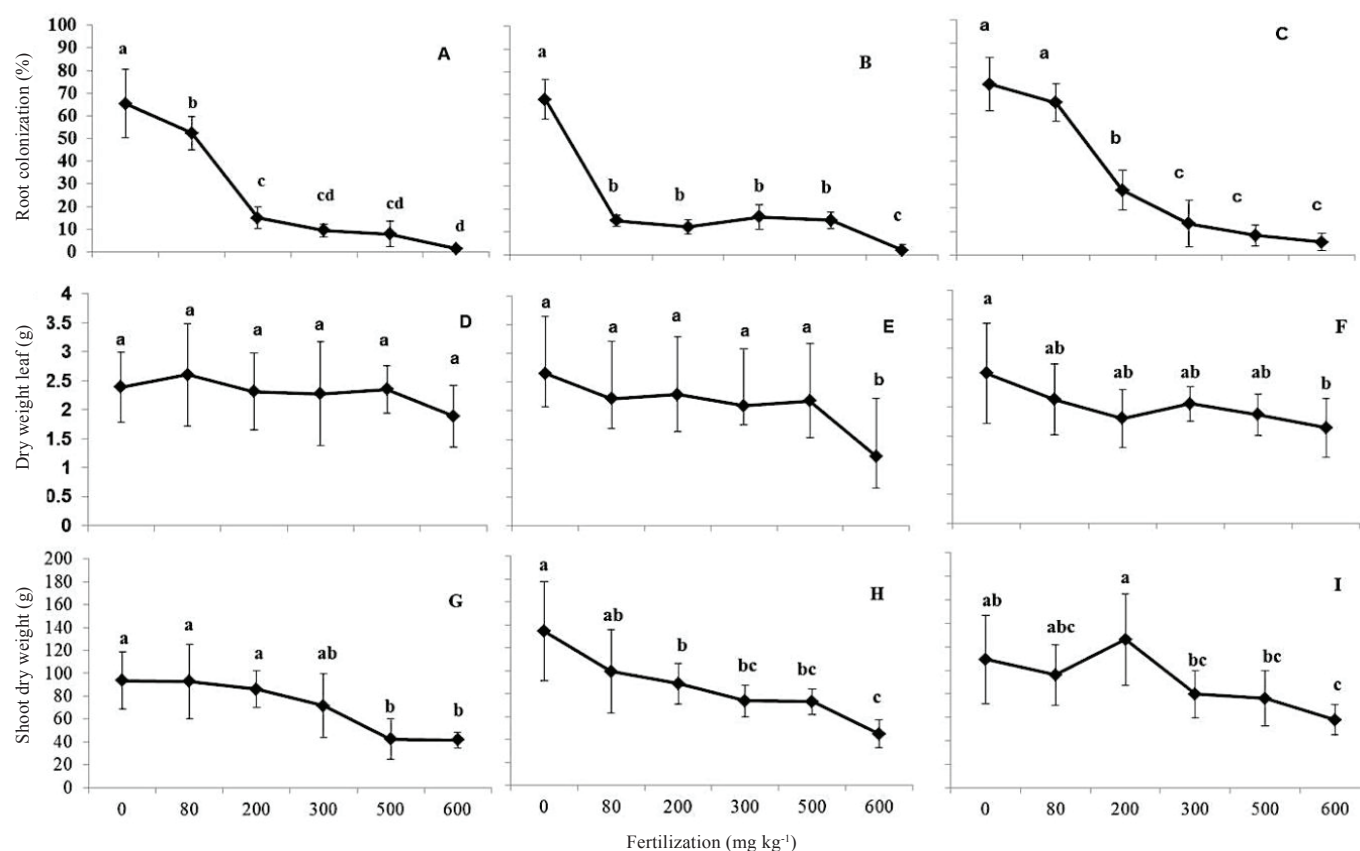 100
90
80
70
60
50
40
30
20
10
0
Root colonization (%)
a
b
c
cd
cd
d
A
a
b
b
b
b
c
B
a
a
b
c
c
c
C
4
3.5
3
2.5
2
1.5
1
0.5
0
Dry weight leaf (g)
a
a
a
a
a
a
D
a
a
a
a
a
b
E
a
ab
ab
ab
ab
b
F
200
180
160
140
120
100
80
60
40
20
0
Shoot dry weight (g)
a
a
a
ab
b
b
G
a
ab
b
bc
bc
c
H
ab
abc
a
bc
bc
c
I
0 80 200 300 500 600
0 80 200 300 500 600
0 80 200 300 500 600
Fertilization (mg kg⁻¹)